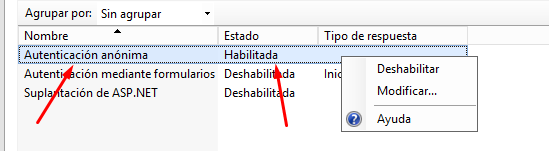 Agrupar por: Sin agrupar
Nombre Estado Tipo de respuesta
Autenticación anónima Habilitada
Autenticación mediante formularios Deshabilitada Inic
Suplantación de ASP.NET Deshabilitada
Deshabilitar
Modificar...
Ayuda